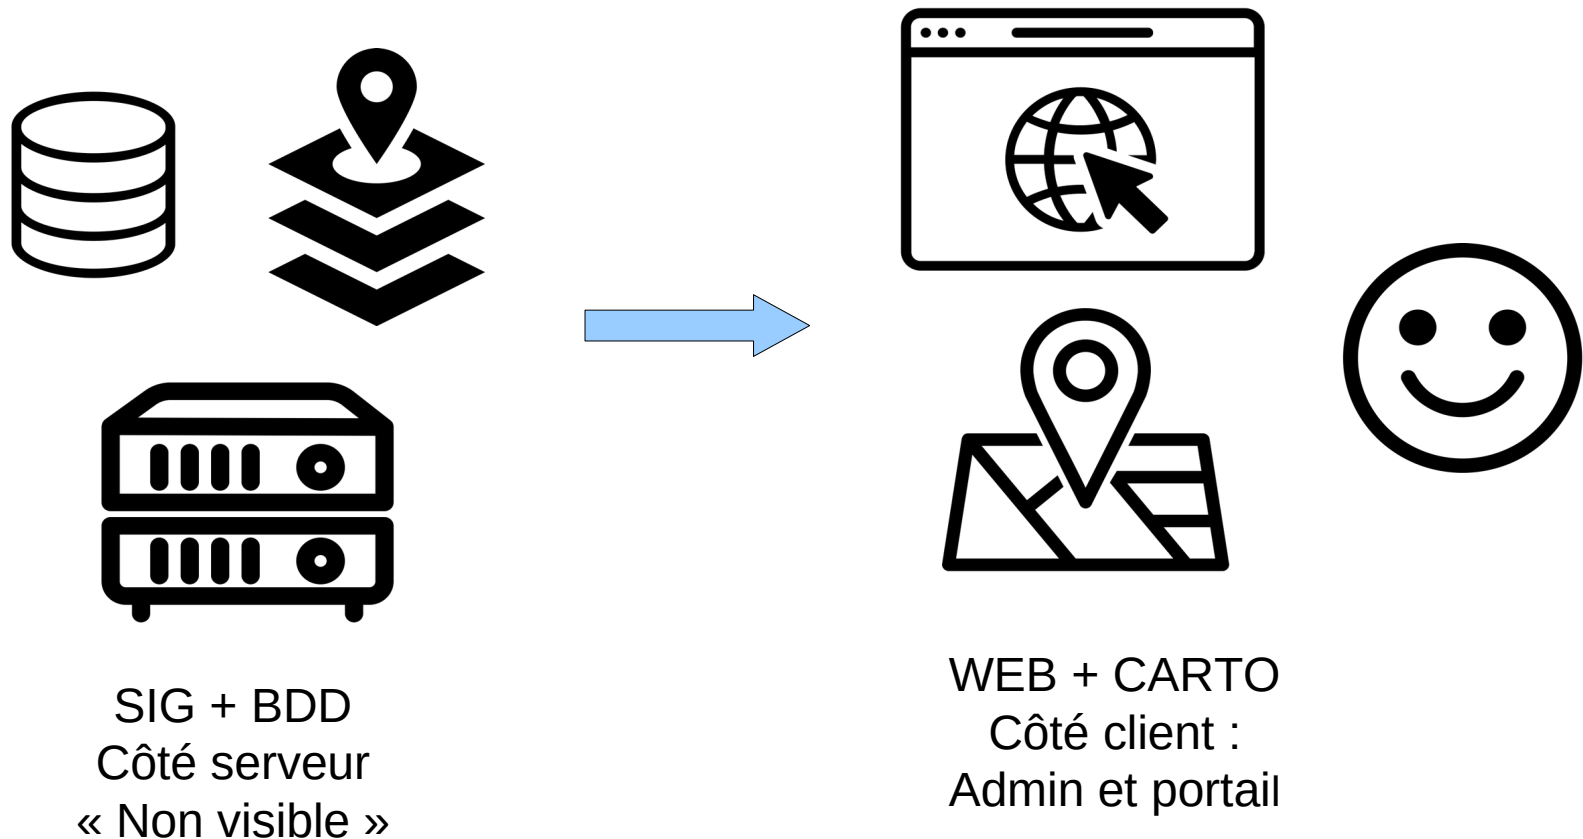 SIG + BDD
Côté serveur
« Non visible »
WEB + CARTO
Côté client :
Admin et portail